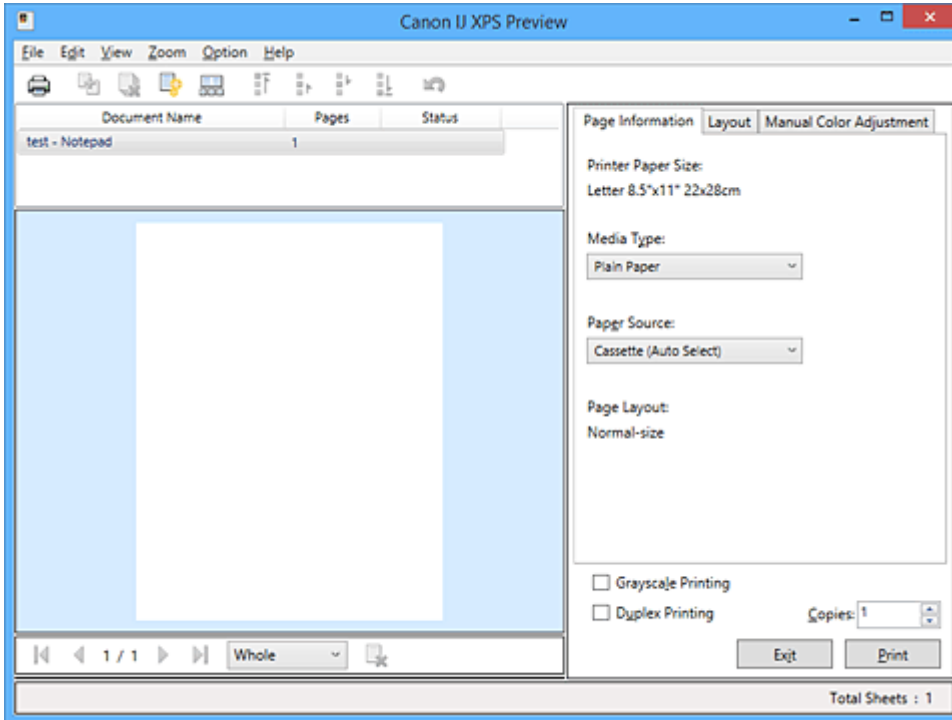 Canon IJ XPS Preview
File Edit View Zoom Option Help
Document Name Pages Status
test - Notepad 1
Page Information Layout Manual Color Adjustment
Printer Paper Size:
Letter 8.5"x11" 22x28cm
Media Type:
Plain Paper
Paper Source:
Cassette (Auto Select)
Page Layout:
Normal-size
Grayscale Printing
Duplex Printing Copies: 1
1 / 1 Whole Exit Print
Total Sheets : 1